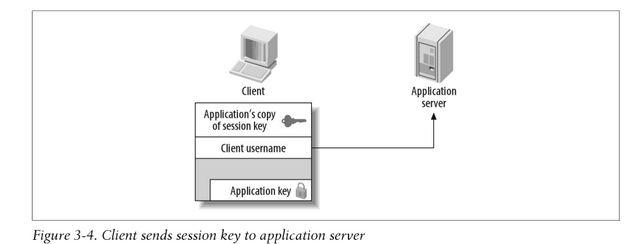 Client
Application
server
Application's copy
of session key
Client username
Application key
Figure 3-4. Client sends session key to application server